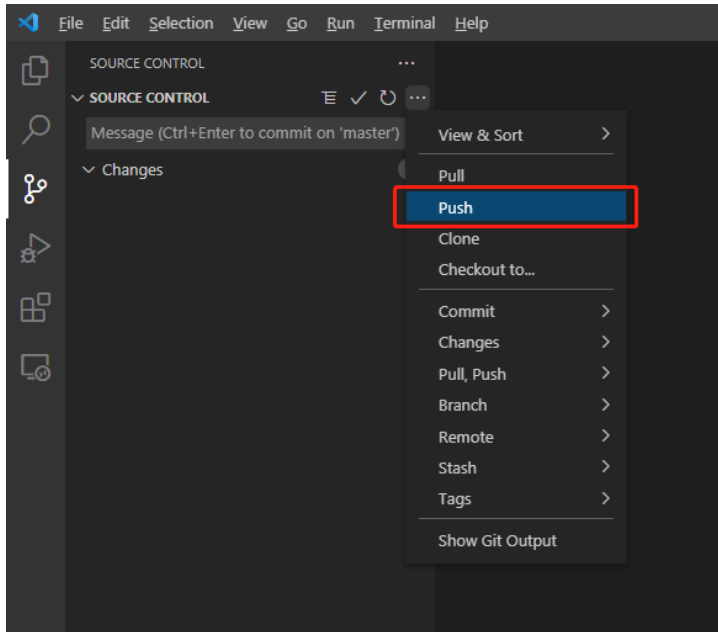 File Edit Selection View Go Run Terminal Help
SOURCE CONTROL
SOURCE CONTROL
Message (Ctrl+Enter to commit on 'master')
Changes
View & Sort
Pull
Push
Clone
Checkout to...
Commit
Changes
Pull, Push
Branch
Remote
Stash
Tags
Show Git Output